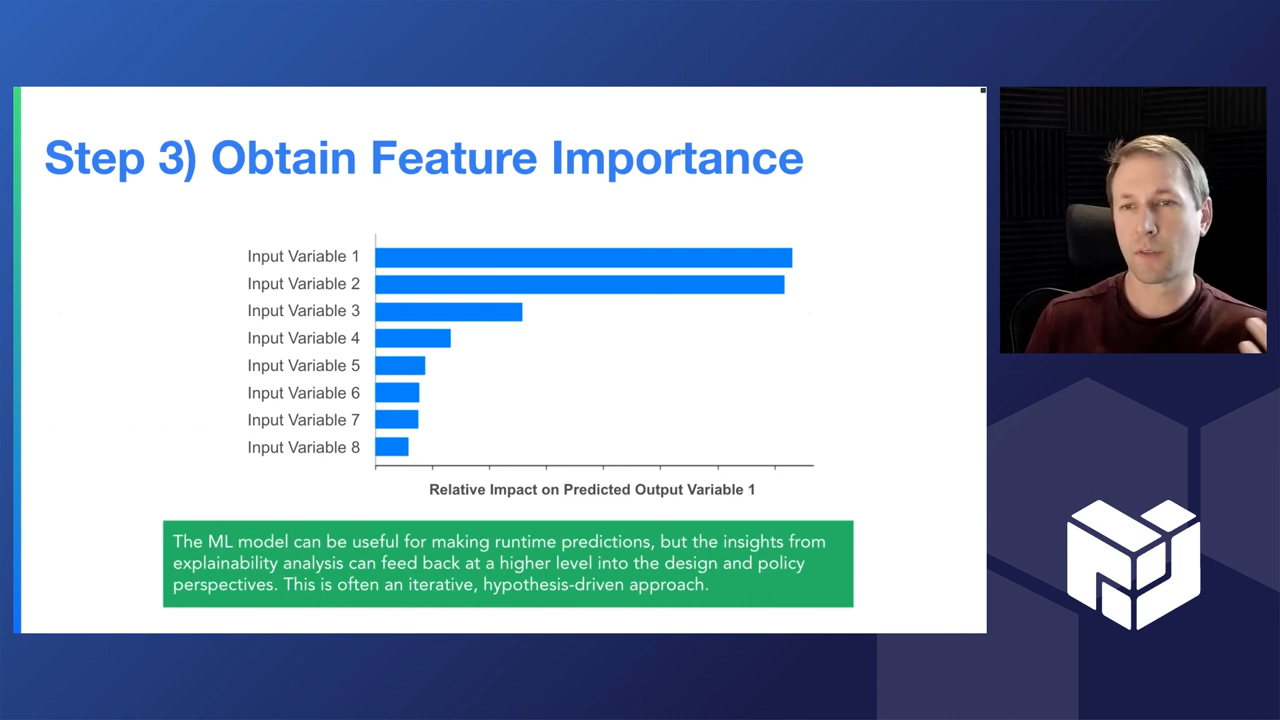 Step 3) Obtain Feature Importance
Input Variable 1
Input Variable 2
Input Variable 3
Input Variable 4
Input Variable 5
Input Variable 6
Input Variable 7
Input Variable 8
Relative Impact on Predicted Output Variable 1
The ML model can be useful for making runtime predictions, but the insights from
explainability analysis can feed back at a higher level into the design and policy
perspectives. This is often an iterative, hypothesis-driven approach.